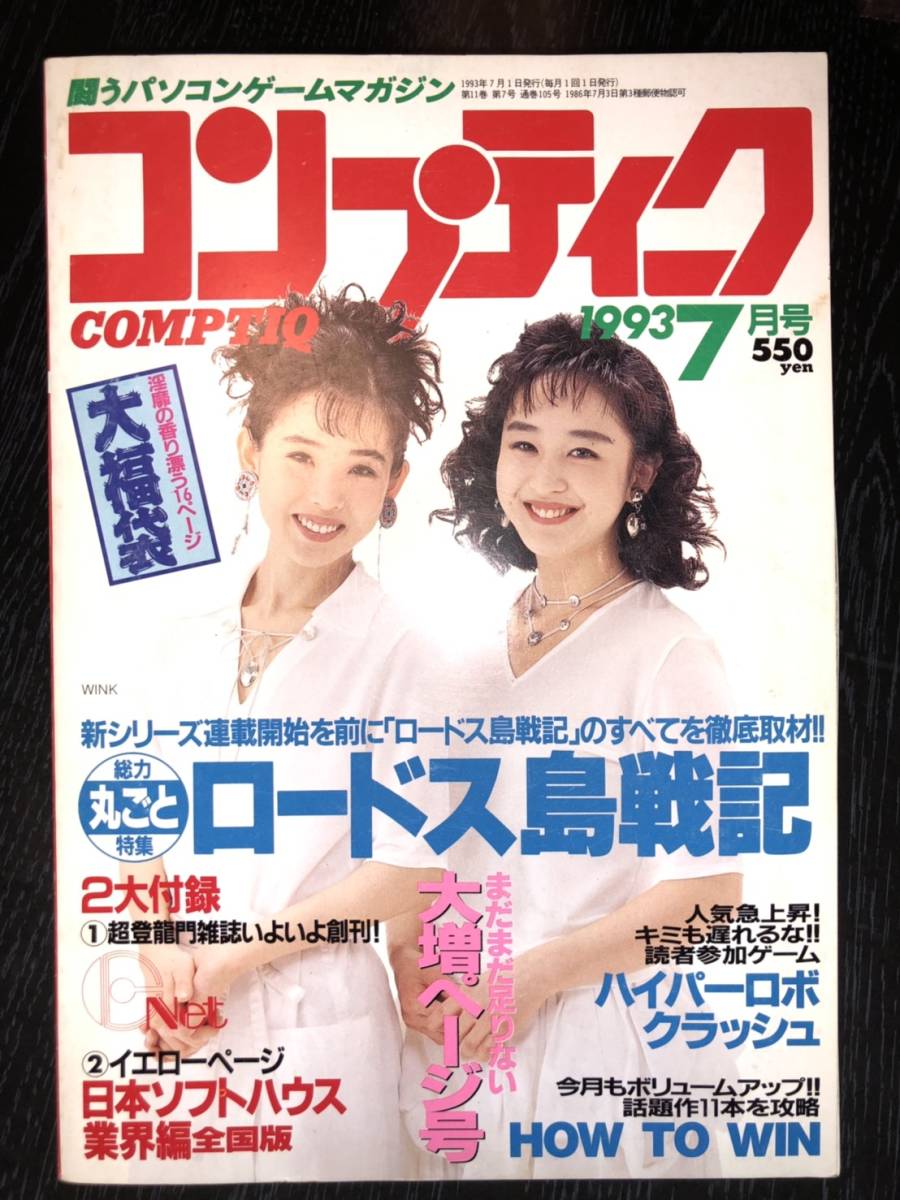 闘うパソコンゲームマガジン
1993年7月1日発行(毎月1回1日発行)
第11巻 第7号 通巻105号 1986年7月3日第3種郵便物認可
コンプティーク
COMPTIQ
1993 7月号
550
yen
淫靡の香り漂う16ページ
大福袋
WINK
新シリーズ連載開始を前に「ロードス島戦記」のすべてを徹底取材!!
総力
丸ごと
特集
ロードス島戦記
2大付録
①超登龍門雑誌いよいよ創刊!
Net
②イエローページ
日本ソフトハウス
業界編全国版
まだまだ足りない
大増ページ号
人気急上昇!
キミも遅れるな!!
読者参加ゲーム
ハイパーロボ
クラッシュ
今月もボリュームアップ!!
話題作11本を攻略
HOW TO WIN